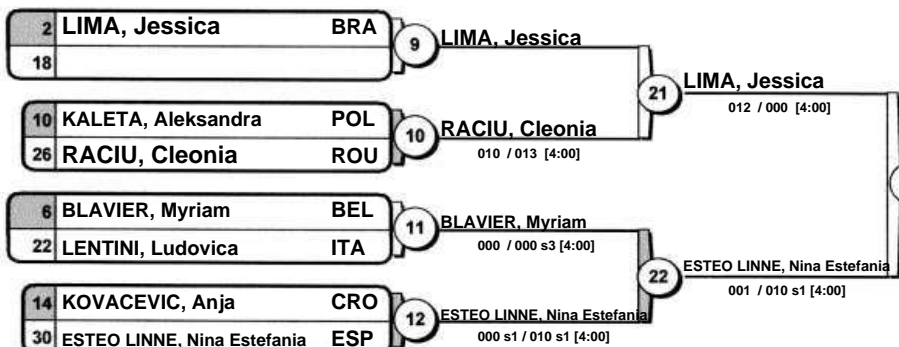 2 LIMA, Jessica BRA
18
9
LIMA, Jessica
10 KALETA, Aleksandra POL
26 RACIU, Cleonia ROU
10
RACIU, Cleonia
010 / 013 [4:00]
21
LIMA, Jessica
012 / 000 [4:00]
6 BLAVIER, Myriam BEL
22 LENTINI, Ludovica ITA
11
BLAVIER, Myriam
000 / 000 s3 [4:00]
14 KOVACEVIC, Anja CRO
30 ESTEO LINNE, Nina Estefania ESP
12
ESTEO LINNE, Nina Estefania
000 s1 / 010 s1 [4:00]
22
ESTEO LINNE, Nina Estefania
001 / 010 s1 [4:00]